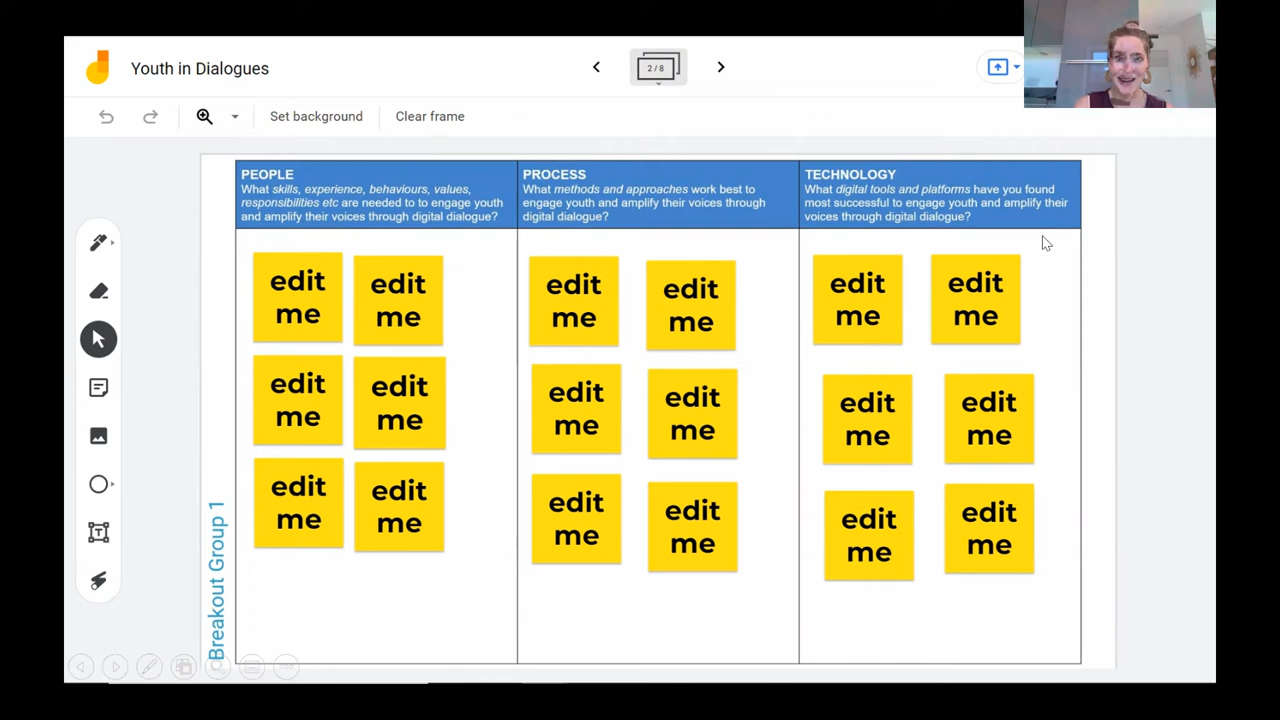 Youth in Dialogues
2/8
Set background
Clear frame
PEOPLE
What skills, experience, behaviours, values,
responsibilities etc are needed to to engage youth
and amplify their voices through digital dialogue?
PROCESS
What methods and approaches work best to
engage youth and amplify their voices through
digital dialogue?
TECHNOLOGY
What digital tools and platforms have you found
most successful to engage youth and amplify their
voices through digital dialogue?
edit
me
edit
me
edit
me
edit
me
edit
me
edit
me
edit
me
edit
me
edit
me
edit
me
edit
me
edit
me
edit
me
edit
me
edit
me
edit
me
edit
me
edit
me
Breakout Group 1